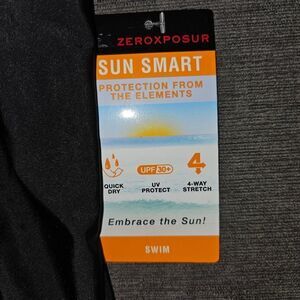 ZEROXPOSUR
SUN SMART
PROTECTION FROM
THE ELEMENTS
QUICK
DRY
UPF 30+
UV
PROTECT
4
4-WAY
STRETCH
Embrace the Sun!
SWIM